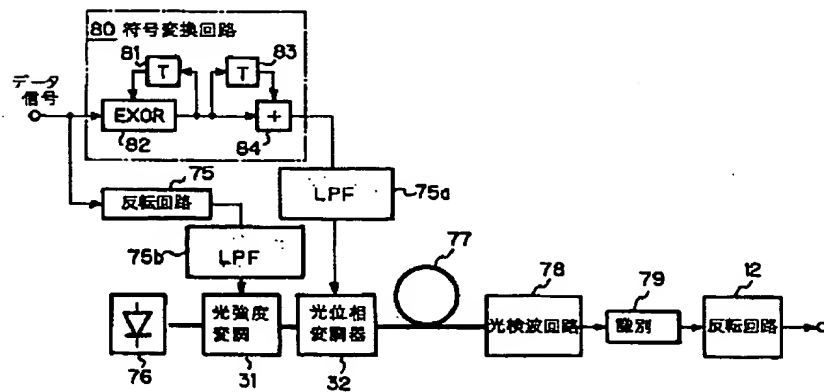 80 符号変換回路
81
T
83
T
データ
信号
EXOR
82
+
84
75
反転回路
LPF
75a
75b
LPF
77
78
79
12
76
光強度
変調
31
光位相
変調器
32
光検波回路
識別
反転回路